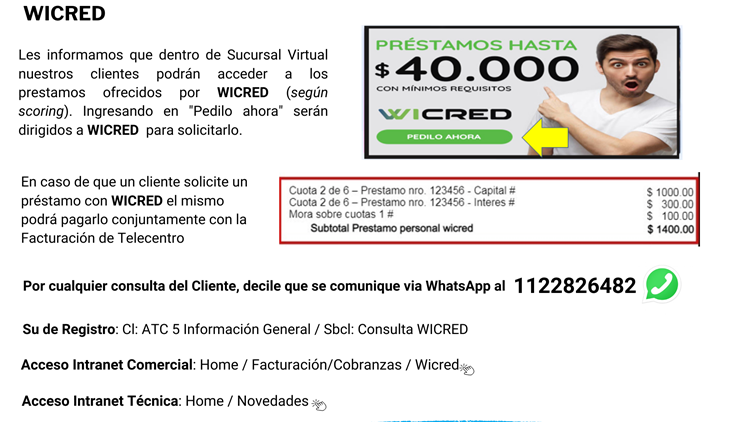 WICRED
Les informamos que dentro de Sucursal Virtual
nuestros clientes podrán acceder a los
prestamos ofrecidos por WICRED (según
scoring). Ingresando en "Pedilo ahora" serán
dirigidos a WICRED para solicitarlo.
PRÉSTAMOS HASTA
$40.000
CON MÍNIMOS REQUISITOS
WICRED
PEDILO AHORA
En caso de que un cliente solicite un
préstamo con WICRED el mismo
podrá pagarlo conjuntamente con la
Facturación de Telecentro
Cuota 2 de 6 – Prestamo nro. 123456 - Capital # $ 1000.00
Cuota 2 de 6 – Prestamo nro. 123456 - Interes # $ 300.00
Mora sobre cuotas 1 # $ 100.00
Subtotal Prestamo personal wicred $ 1400.00
Por cualquier consulta del Cliente, decile que se comunique via WhatsApp al 1122826482
Su de Registro: Cl: ATC 5 Información General / Sbcl: Consulta WICRED
Acceso Intranet Comercial: Home / Facturación/Cobranzas / Wicred
Acceso Intranet Técnica: Home / Novedades